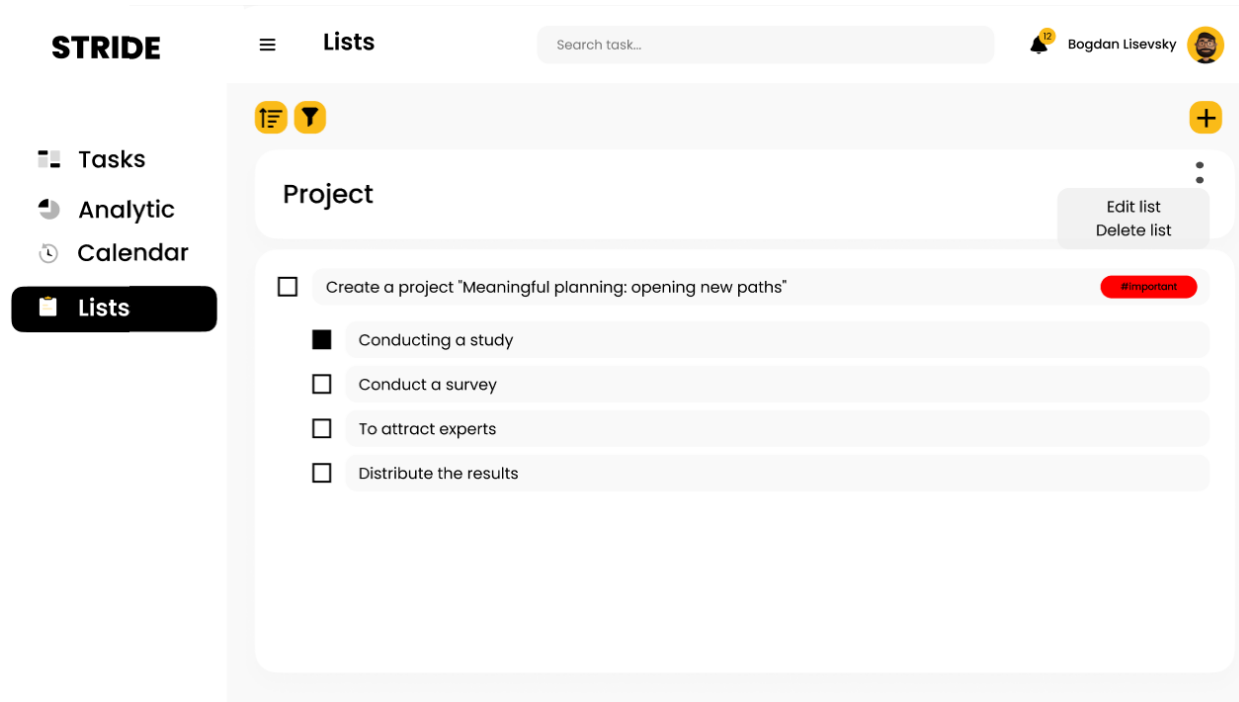 STRIDE
Lists
Search task...
12
Bogdan Lisevsky
Tasks
Analytic
Calendar
Lists
Project
Edit list
Delete list
Create a project "Meaningful planning: opening new paths"
#important
Conducting a study
Conduct a survey
To attract experts
Distribute the results